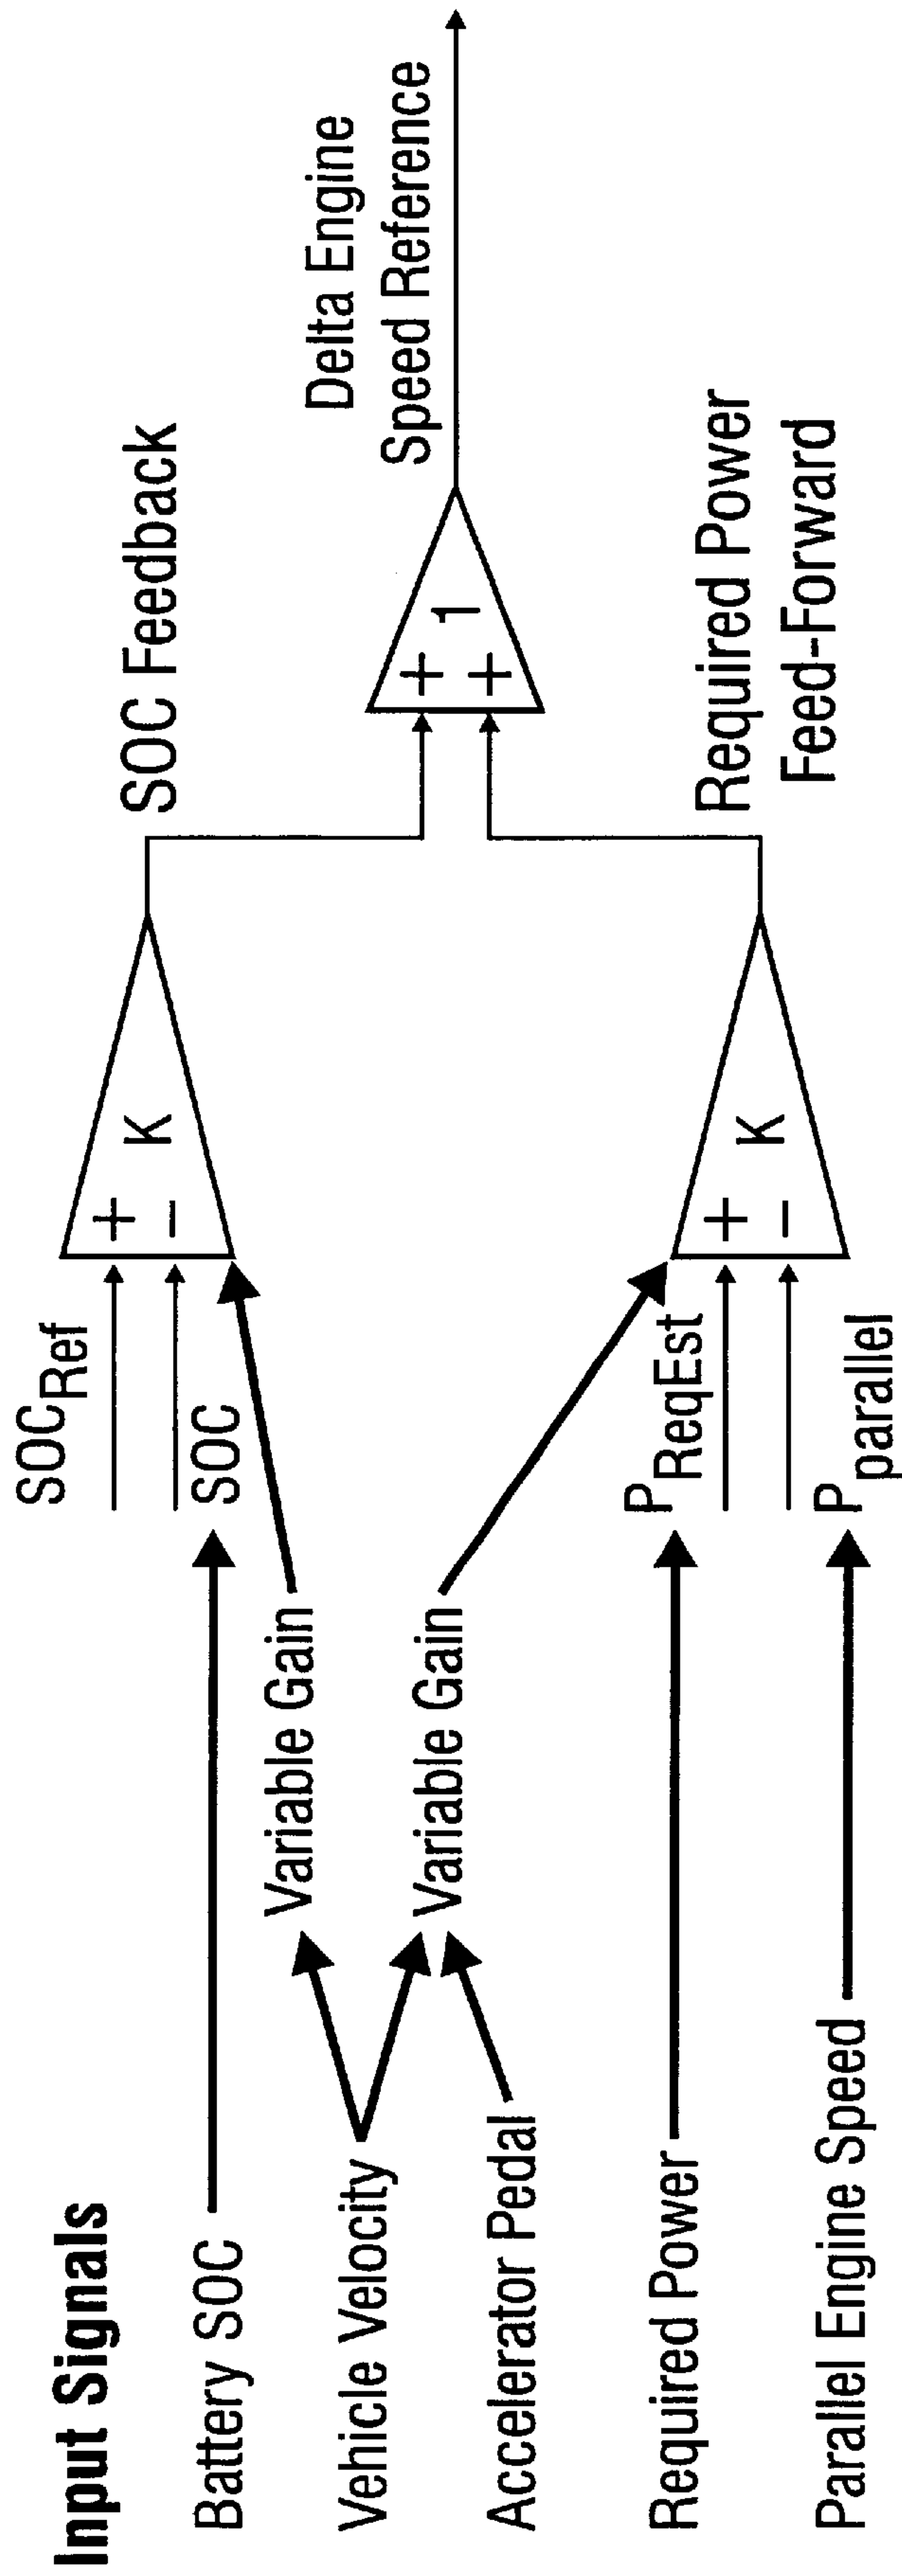 Input Signals
Battery SOC
Vehicle Velocity
Accelerator Pedal
Required Power
Parallel Engine Speed
Variable Gain
Variable Gain
SOCRef
SOC
PReqEst
Pparallel
+
−
K
+
−
K
SOC Feedback
Required Power
Feed-Forward
+
+
1
Delta Engine
Speed Reference